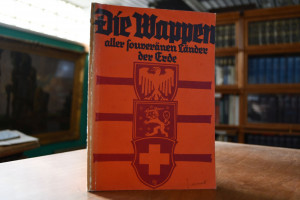 Die Wappen
aller souveränen Länder
der Erde